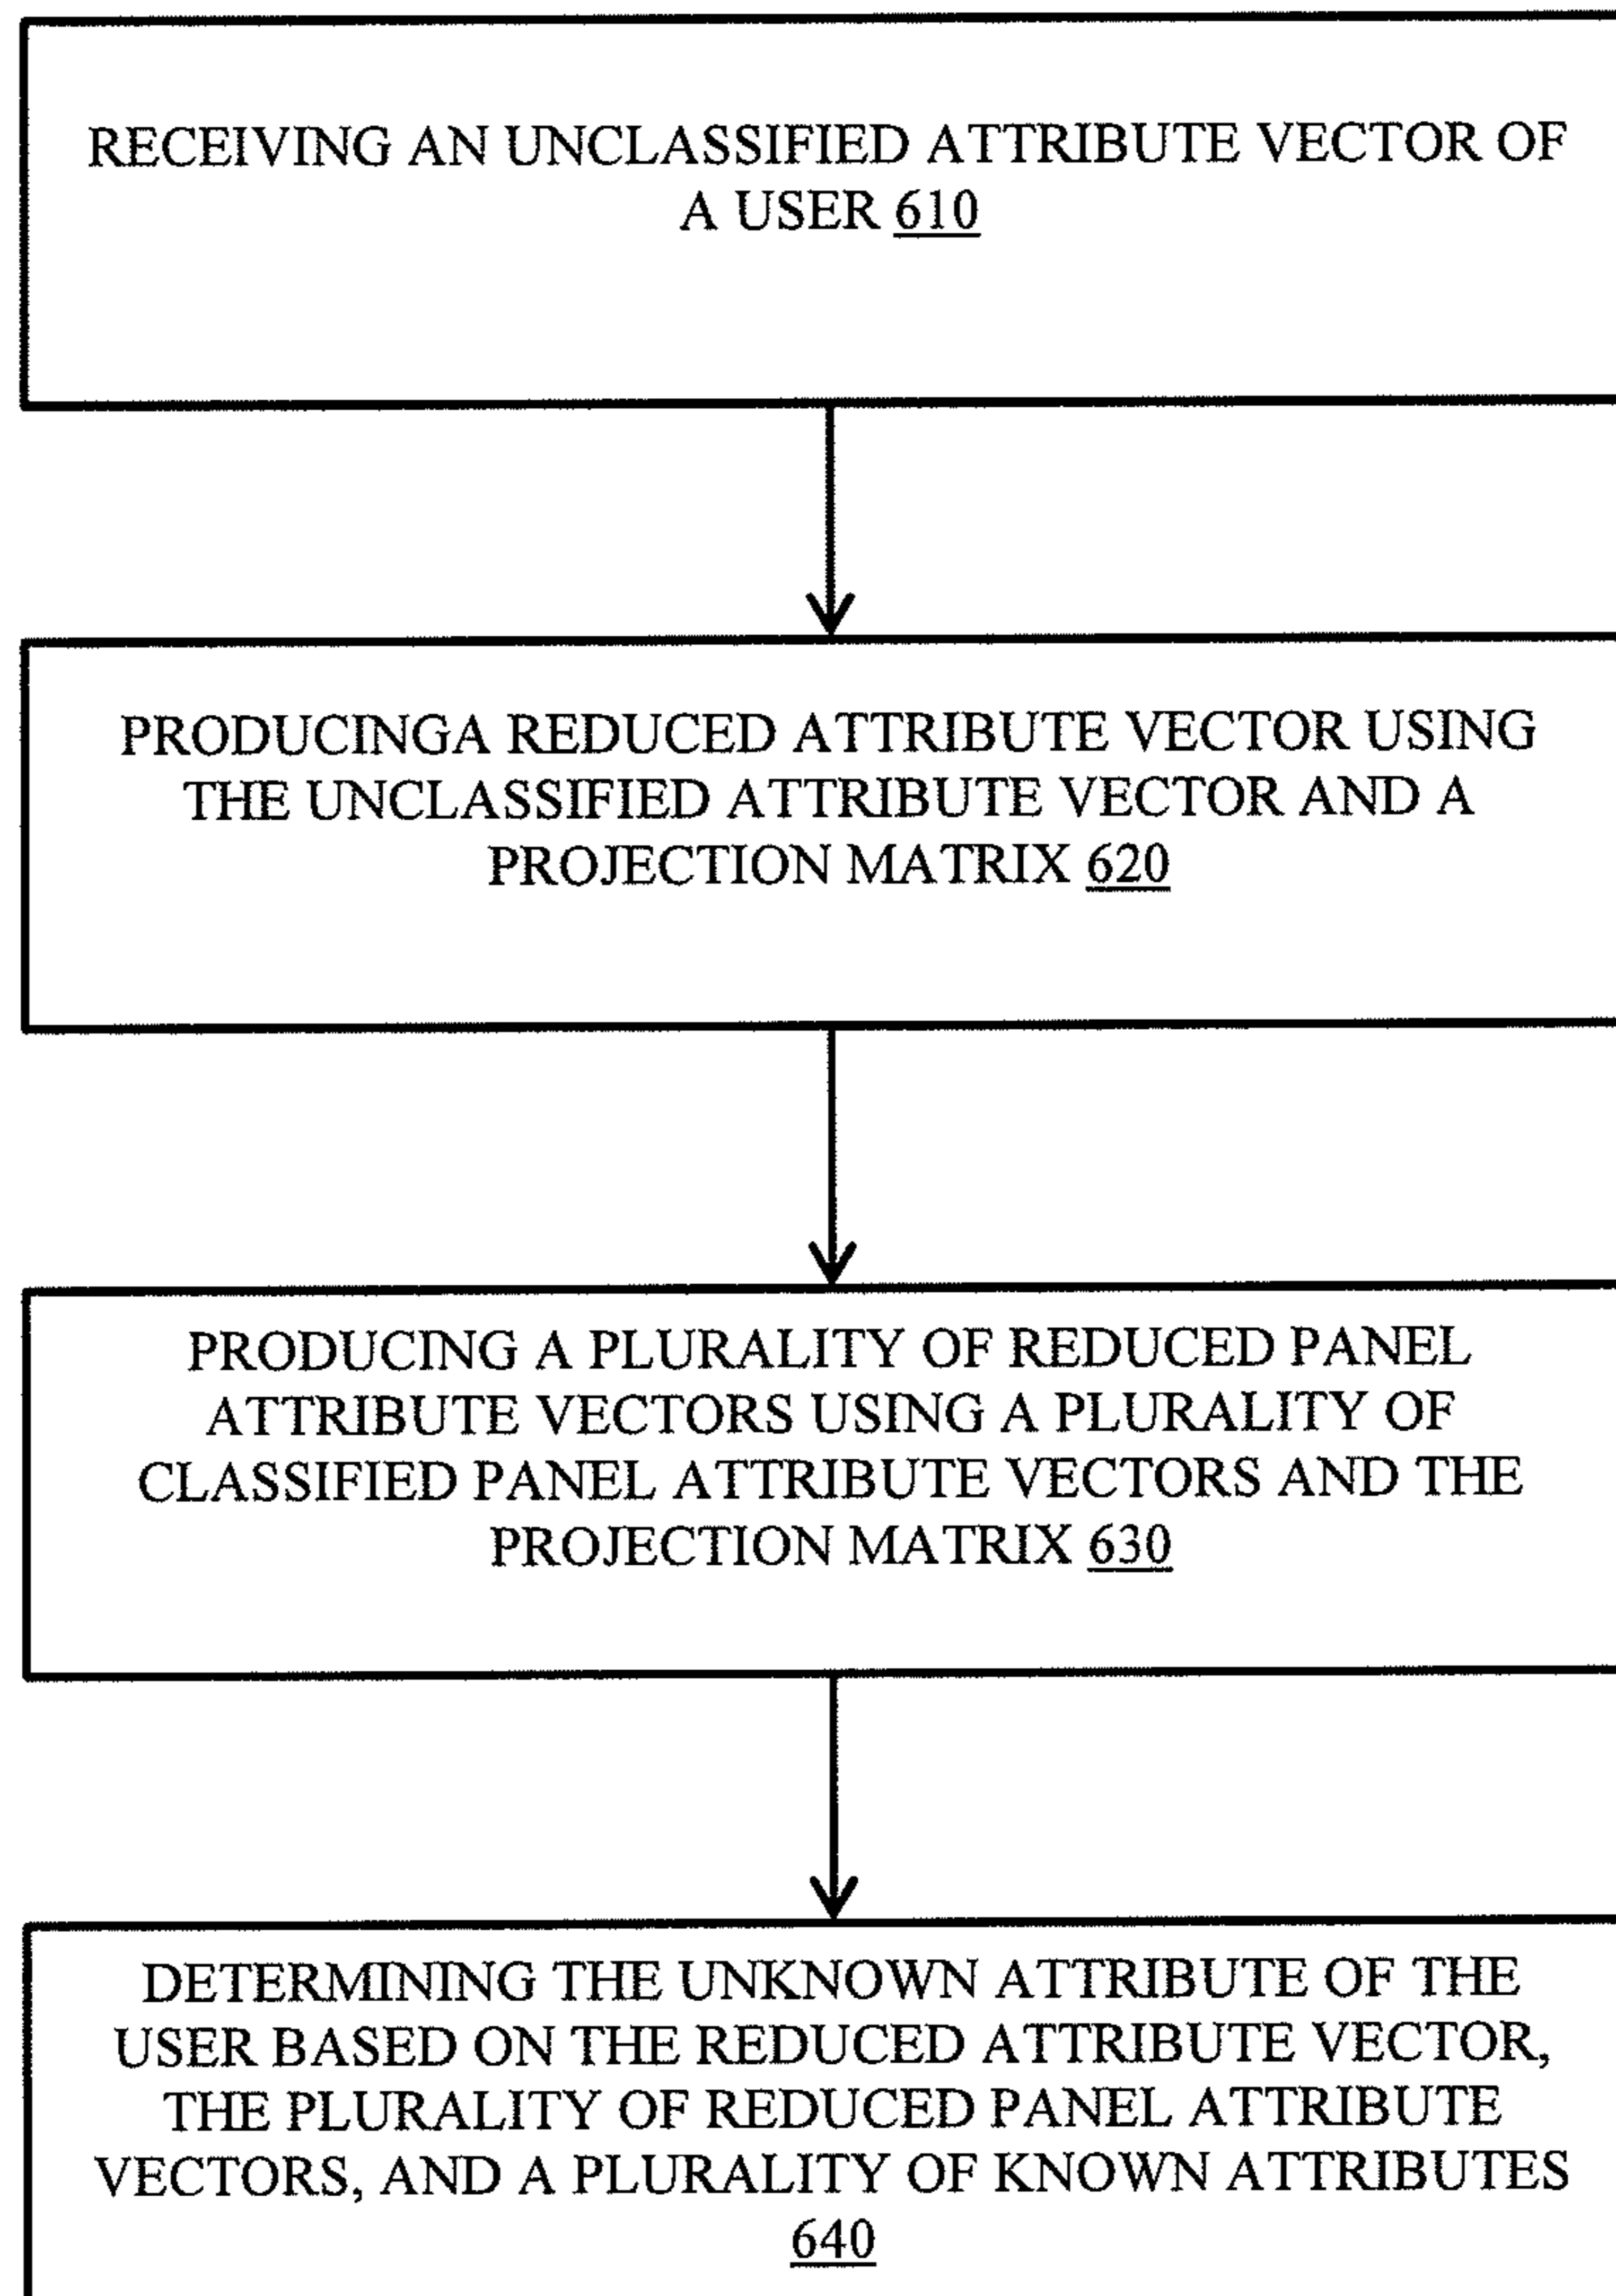 RECEIVING AN UNCLASSIFIED ATTRIBUTE VECTOR OF
A USER 610
PRODUCINGA REDUCED ATTRIBUTE VECTOR USING
THE UNCLASSIFIED ATTRIBUTE VECTOR AND A
PROJECTION MATRIX 620
PRODUCING A PLURALITY OF REDUCED PANEL
ATTRIBUTE VECTORS USING A PLURALITY OF
CLASSIFIED PANEL ATTRIBUTE VECTORS AND THE
PROJECTION MATRIX 630
DETERMINING THE UNKNOWN ATTRIBUTE OF THE
USER BASED ON THE REDUCED ATTRIBUTE VECTOR,
THE PLURALITY OF REDUCED PANEL ATTRIBUTE
VECTORS, AND A PLURALITY OF KNOWN ATTRIBUTES
640